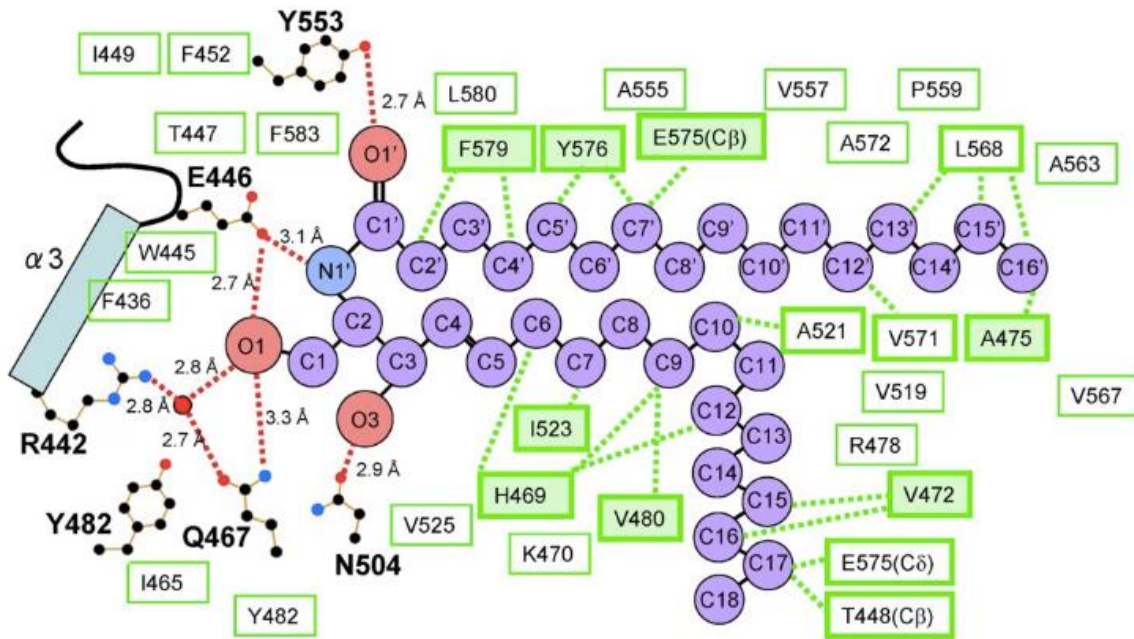 Y553
I449 F452
2.7 Å
L580 A555 V557 P559
T447 F583
O1' F579 Y576 E575(Cβ) A572 L568 A563
E446
C1' C3' C5' C7' C9' C11' C13' C15'
3.1 Å
α3 W445
N1' C2' C4' C6' C8' C10' C12' C14' C16'
2.7 Å
F436
C2 C4 C6 C8 C10
A521 V571 A475
O1 C1 C3 C5 C7 C9 C11
2.8 Å
V519 V567
2.8 Å 3.3 Å
O3 I523 C12
R442 C13
2.7 Å
R478
2.9 Å
C14
H469 V480 C15 V472
Y482 Q467 N504 V525
K470 C16
C17 E575(Cδ)
I465
C18 T448(Cβ)
Y482